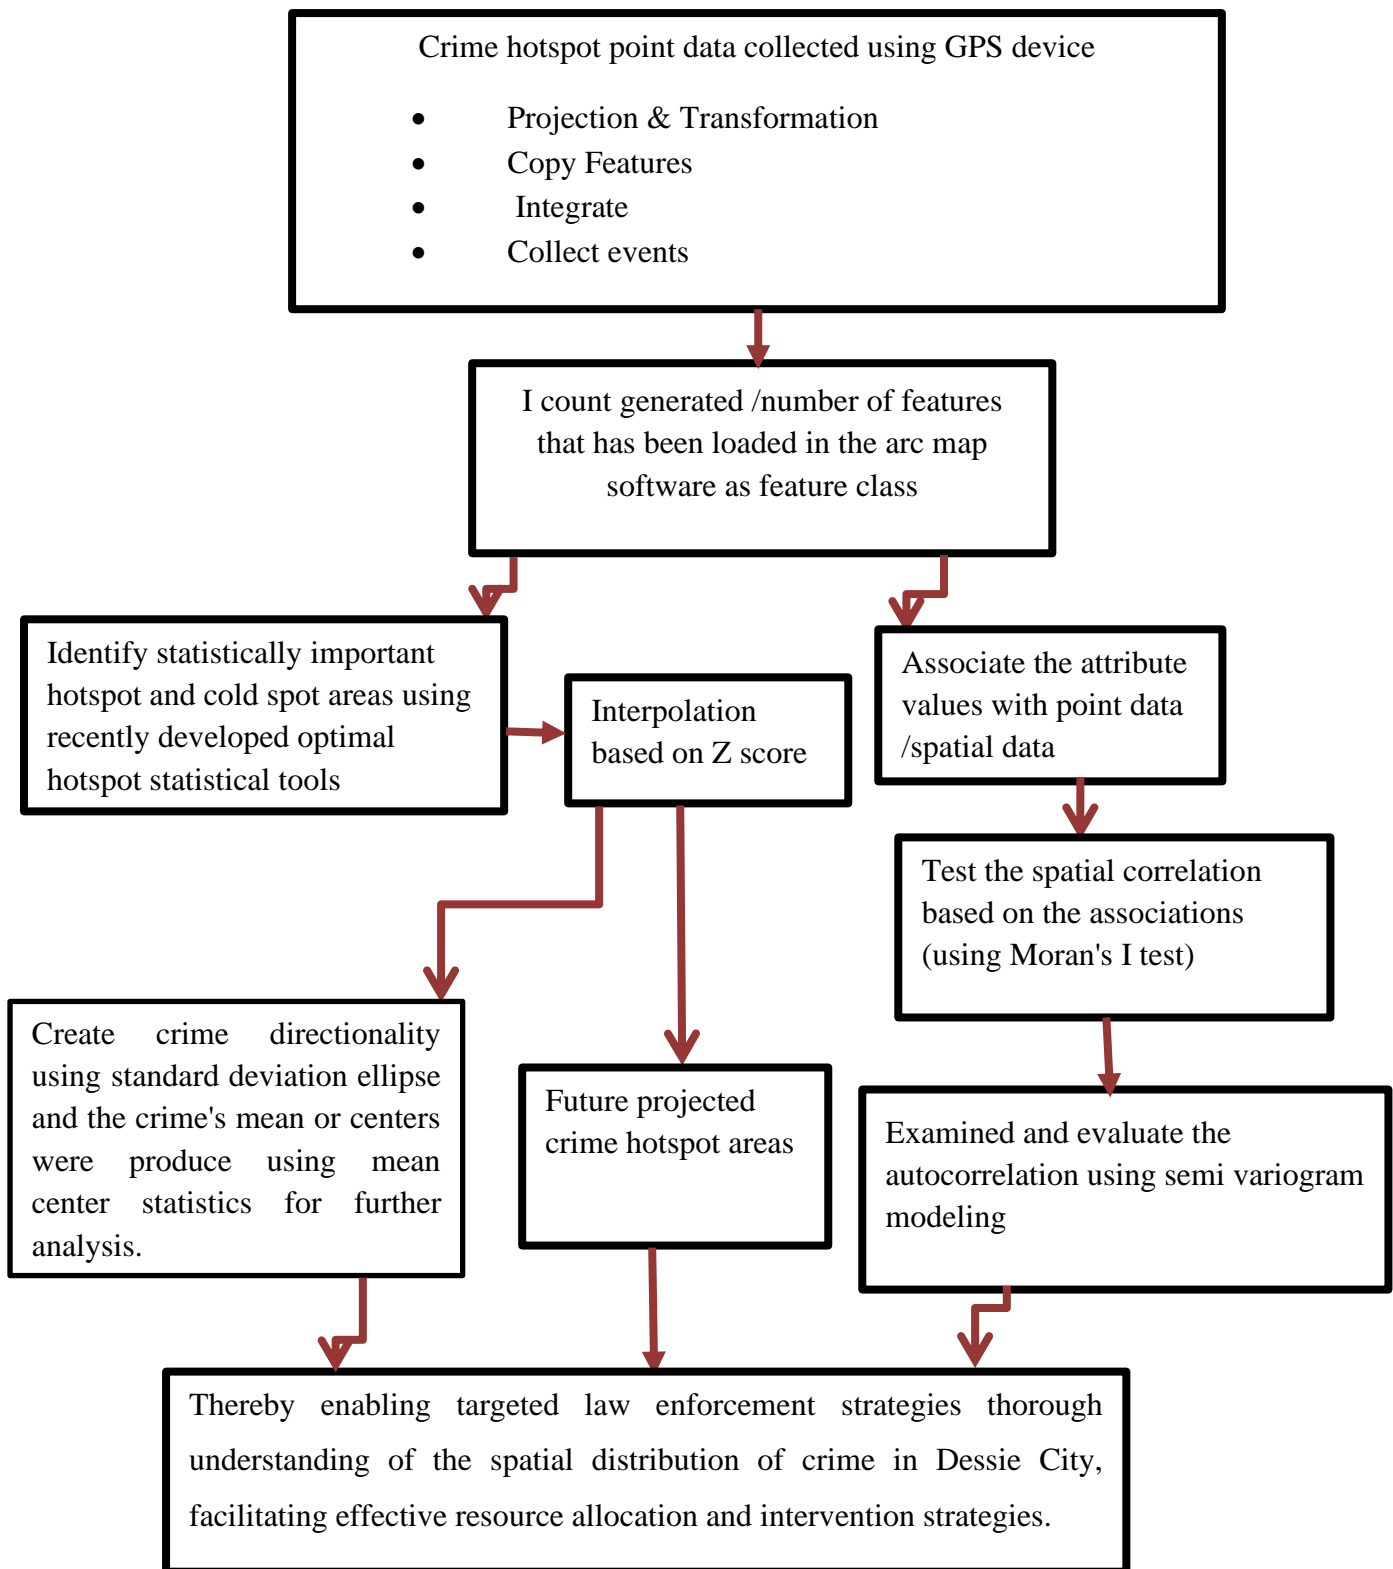 Crime hotspot point data collected using GPS device
• Projection & Transformation
• Copy Features
• Integrate
• Collect events
I count generated /number of features
that has been loaded in the arc map
software as feature class
Identify statistically important
hotspot and cold spot areas using
recently developed optimal
hotspot statistical tools
Interpolation
based on Z score
Associate the attribute
values with point data
/spatial data
Test the spatial correlation
based on the associations
(using Moran's I test)
Create crime directionality
using standard deviation ellipse
and the crime's mean or centers
were produce using mean
center statistics for further
analysis.
Future projected
crime hotspot areas
Examined and evaluate the
autocorrelation using semi variogram
modeling
Thereby enabling targeted law enforcement strategies thorough
understanding of the spatial distribution of crime in Dessie City,
facilitating effective resource allocation and intervention strategies.